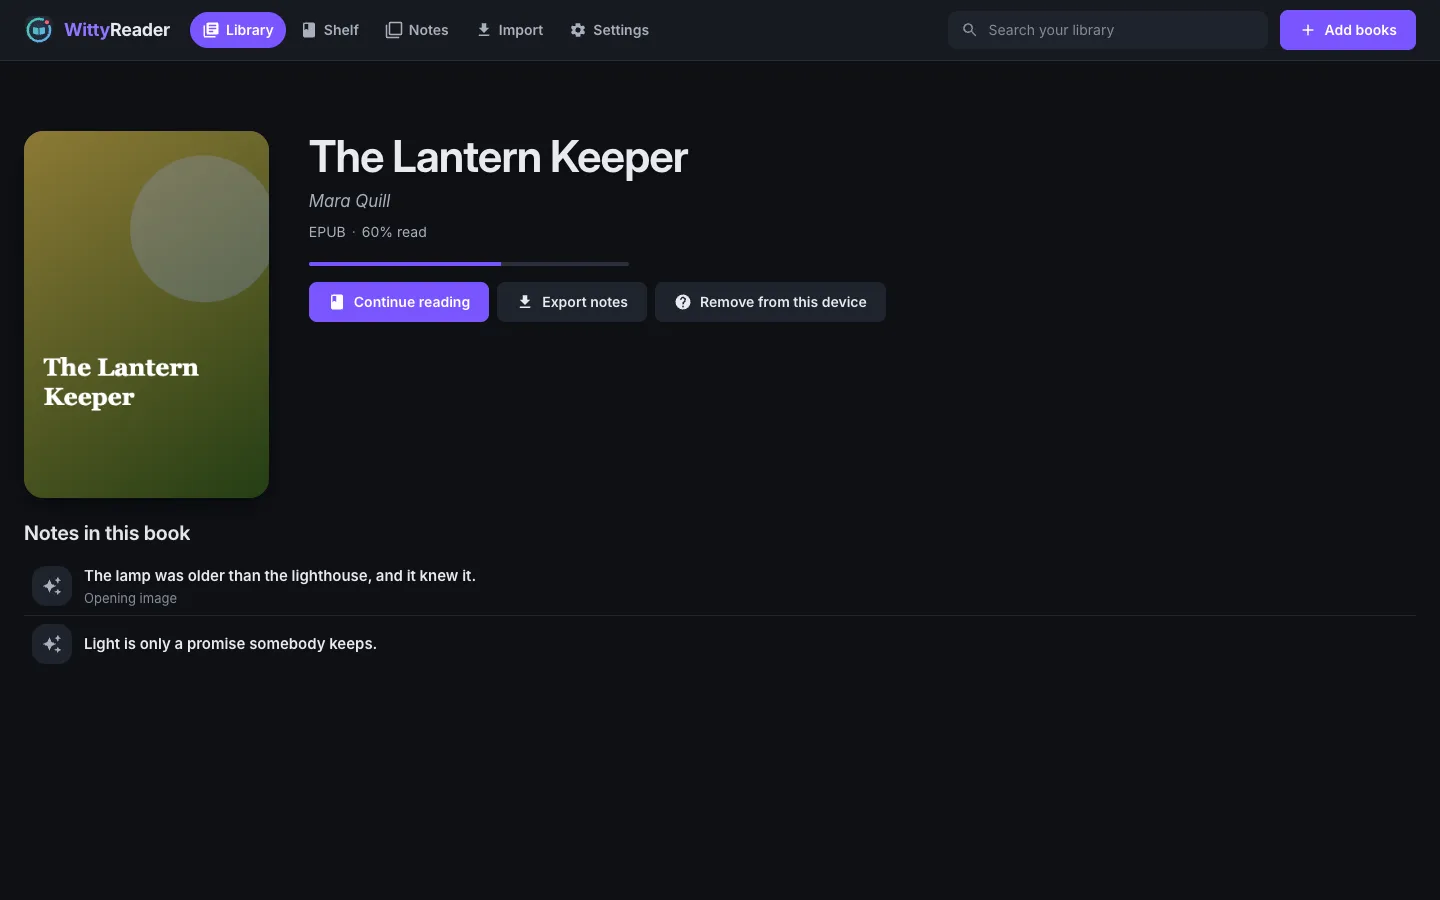 WittyReader
Library
Shelf
Notes
Import
Settings
Search your library
Add books
The Lantern Keeper
Mara Quill
EPUB · 60% read
Continue reading
Export notes
Remove from this device
The Lantern
Keeper
Notes in this book
The lamp was older than the lighthouse, and it knew it.
Opening image
Light is only a promise somebody keeps.